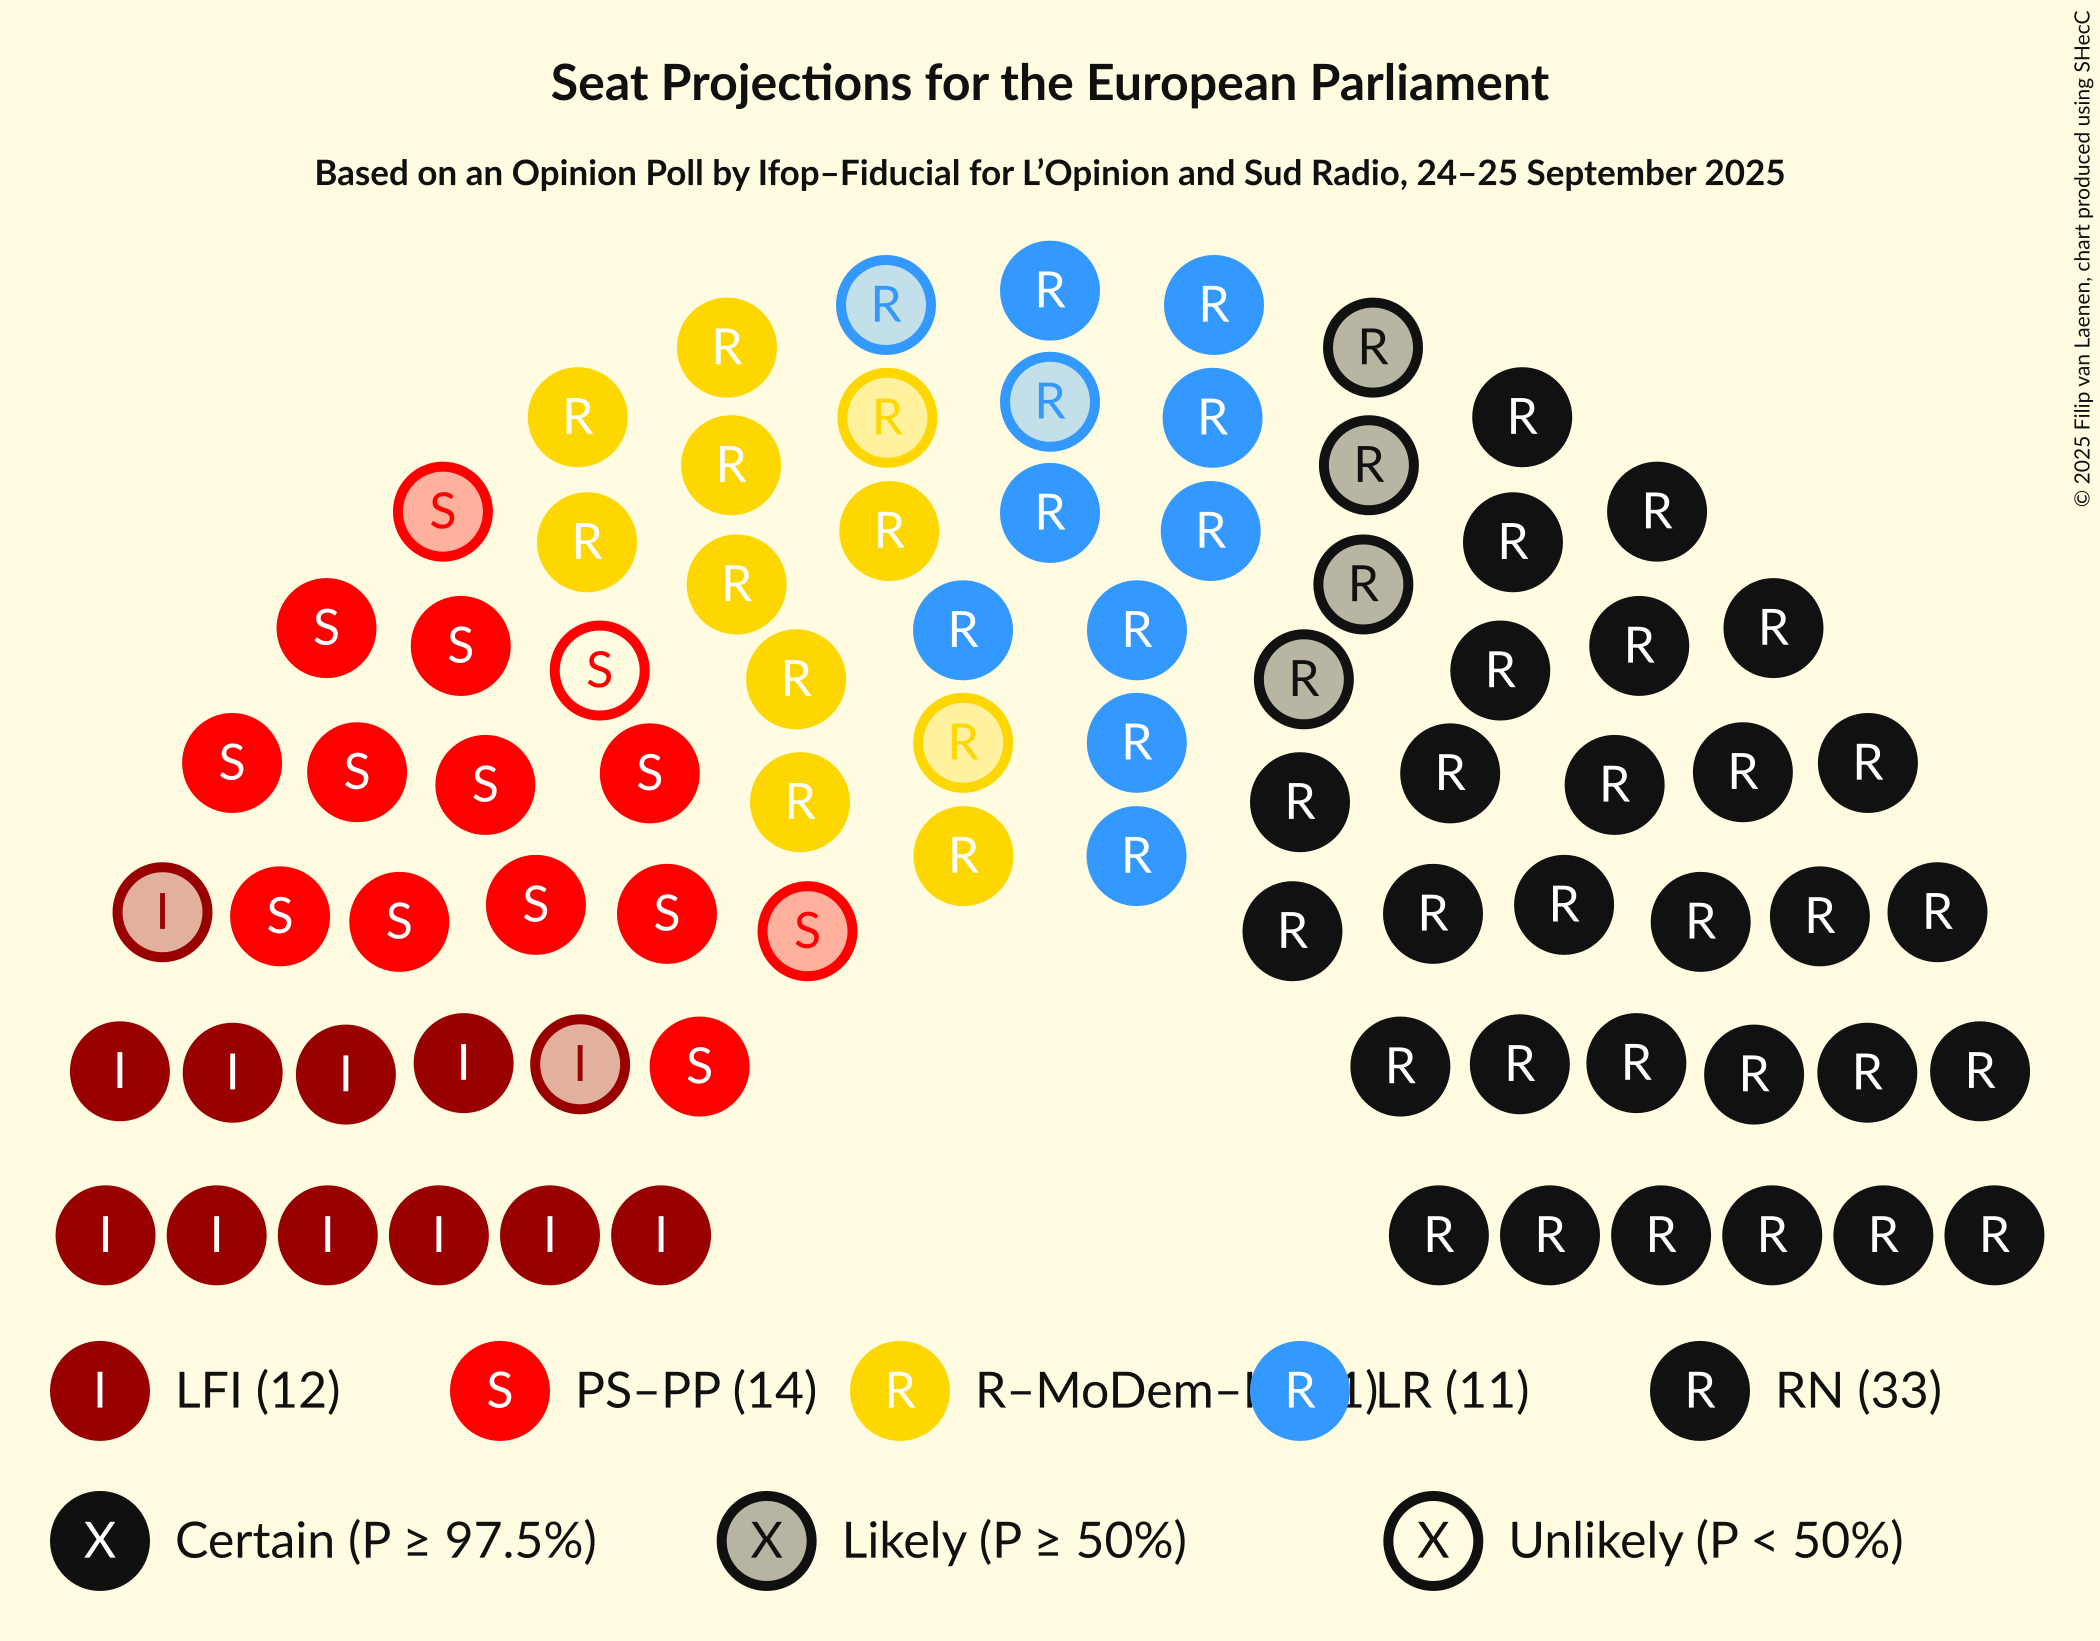 Seat Projections for the European Parliament
Based on an Opinion Poll by Ifop–Fiducial for L’Opinion and Sud Radio, 24–25 September 2025
© 2025 Filip van Laenen, chart produced using SHecC
R R R
R R R R
R R R R R R
S R R R R
R R R R R R
S S S R R R R R R R
S S S S R R R R R R R R
I S S S S S R R R R R R R R
I I I I I S R R R R R R
I I I I I I R R R R R R
I LFI (12) S PS–PP (14) R R–MoDem– 1) R LR (11) R RN (33)
X Certain (P ≥ 97.5%) X Likely (P ≥ 50%) X Unlikely (P < 50%)